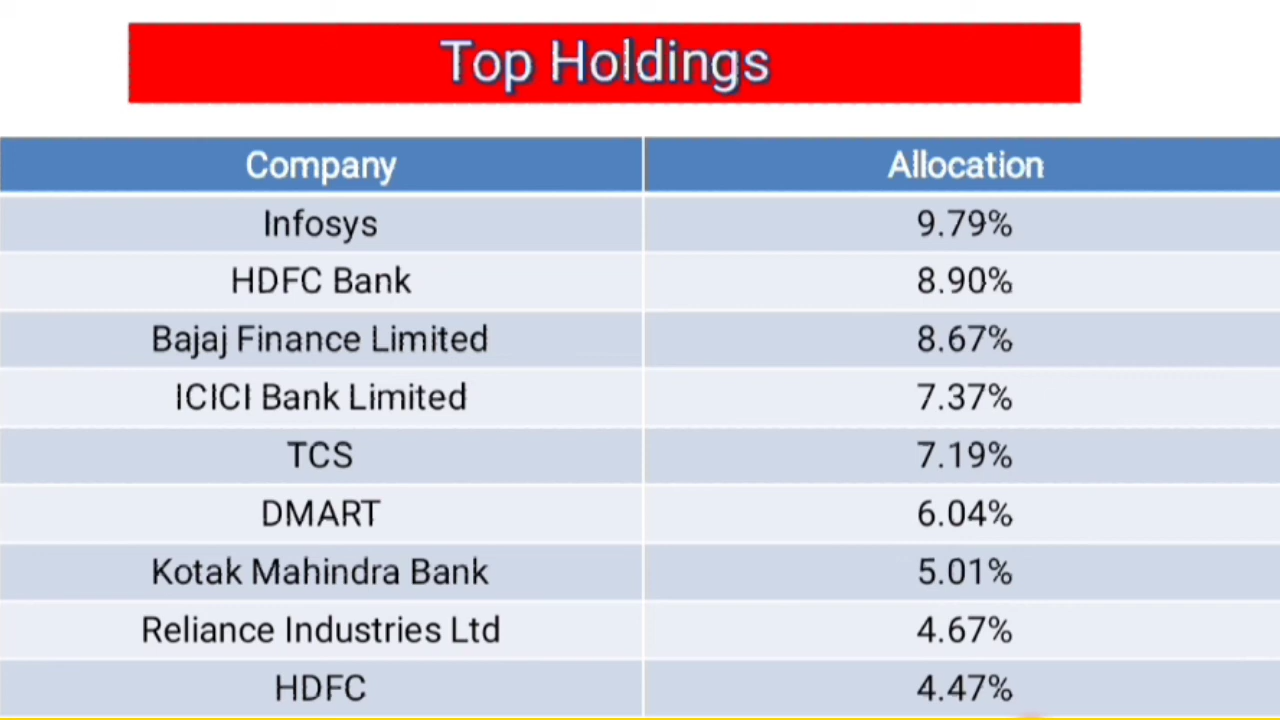 Top Holdings
Company Allocation
Infosys 9.79%
HDFC Bank 8.90%
Bajaj Finance Limited 8.67%
ICICI Bank Limited 7.37%
TCS 7.19%
DMART 6.04%
Kotak Mahindra Bank 5.01%
Reliance Industries Ltd 4.67%
HDFC 4.47%